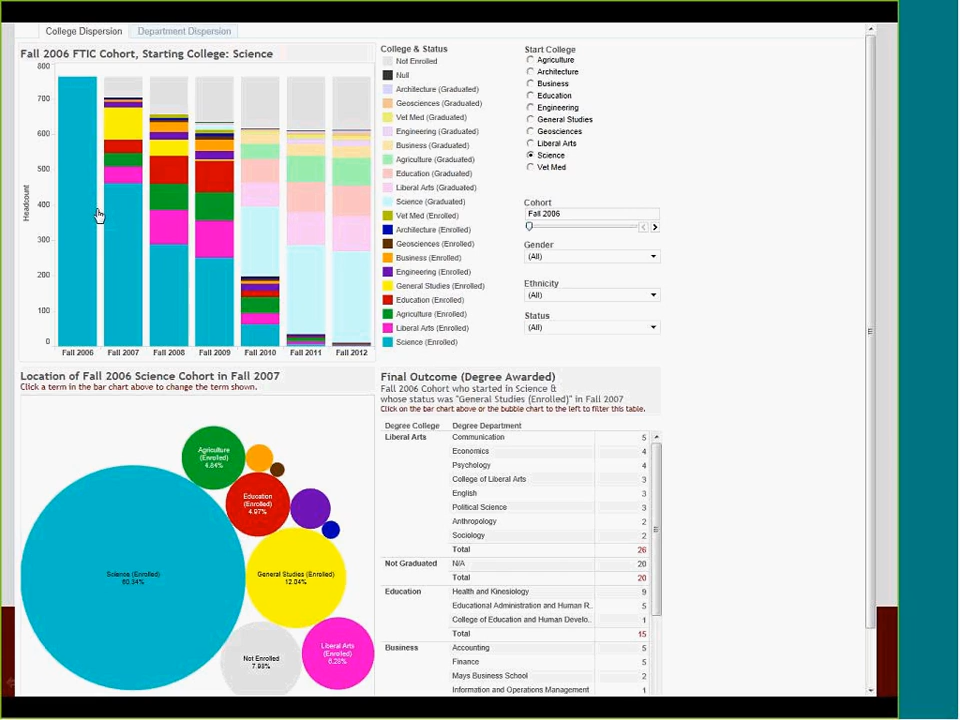 College Dispersion
Department Dispersion
Fall 2006 FTIC Cohort, Starting College: Science
Headcount
800
700
600
500
400
300
200
100
0
Fall 2006
Fall 2007
Fall 2008
Fall 2009
Fall 2010
Fall 2011
Fall 2012
College & Status
Not Enrolled
Null
Architecture (Graduated)
Geosciences (Graduated)
Vet Med (Graduated)
Engineering (Graduated)
Business (Graduated)
Agriculture (Graduated)
Education (Graduated)
Liberal Arts (Graduated)
Science (Graduated)
Vet Med (Enrolled)
Architecture (Enrolled)
Geosciences (Enrolled)
Business (Enrolled)
Engineering (Enrolled)
General Studies (Enrolled)
Education (Enrolled)
Agriculture (Enrolled)
Liberal Arts (Enrolled)
Science (Enrolled)
Start College
Agriculture
Architecture
Business
Education
Engineering
General Studies
Geosciences
Liberal Arts
Science
Vet Med
Cohort
Fall 2006
Gender
(All)
Ethnicity
(All)
Status
(All)
Location of Fall 2006 Science Cohort in Fall 2007
Click a term in the bar chart above to change the term shown.
Agriculture
(Enrolled)
4.84%
Education
(Enrolled)
4.97%
Science (Enrolled)
60.34%
General Studies (Enrolled)
12.04%
Not Enrolled
7.98%
Liberal Arts
(Enrolled)
6.28%
Final Outcome (Degree Awarded)
Fall 2006 Cohort who started in Science &
whose status was "General Studies (Enrolled)" in Fall 2007
Click on the bar chart above or the bubble chart to the left to filter this table.
Degree College Degree Department
Liberal Arts Communication 5
Economics 4
Psychology 4
College of Liberal Arts 3
English 3
Political Science 3
Anthropology 2
Sociology 2
Total 26
Not Graduated N/A 20
Total 20
Education Health and Kinesiology 9
Educational Administration and Human R.. 5
College of Education and Human Develo.. 1
Total 15
Business Accounting 5
Finance 5
Mays Business School 2
Information and Operations Management 1